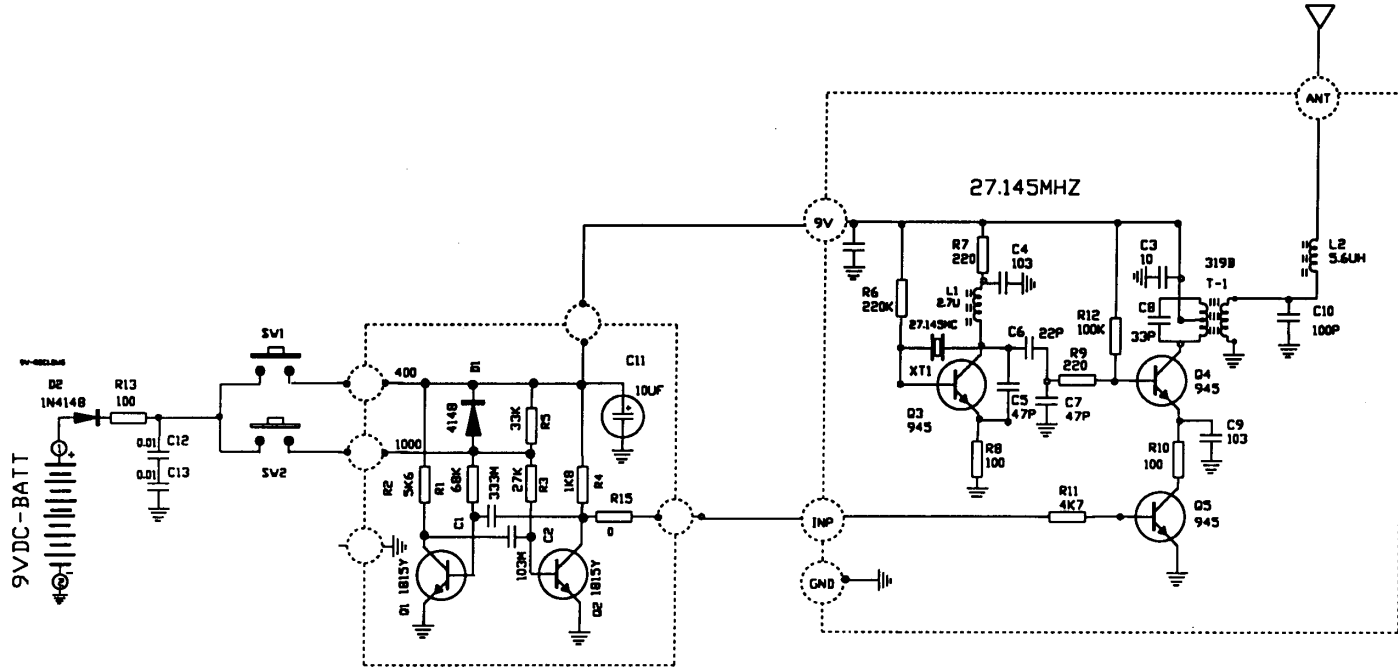 ANT
27.145MHZ
9V
R7
220
C4
103
C3
10
319B
T-1
L2
5.6UH
R6
220K
L1
2.7U
C8
33P
C10
100P
27.145MC
XT1
C6
22P
R12
100K
R9
220
Q4
945
Q3
945
C5
47P
C7
47P
C9
103
R8
100
R10
100
R11
4K7
Q5
945
INP
GND
SW1
SW2
D2
1N4148
R13
100
0.01
C12
0.01
C13
9VDC-BATT
+
-
400
1000
D1
4148
33K
R5
C11
10UF
+
R2
5K6
R1
68K
333M
27K
R3
1K8
R4
R15
0
C1
C2
103M
Q1 1815Y
Q2 1815Y